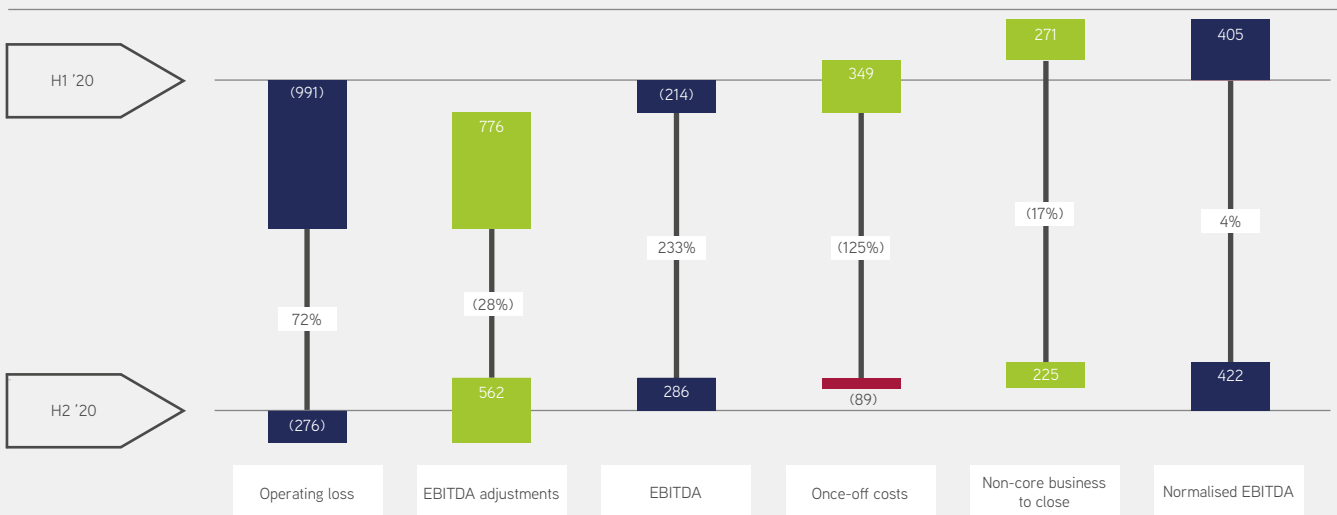 H1 '20
(991)
776
(214)
349
271
405
72%
(28%)
233%
(125%)
(17%)
4%
H2 '20
(276)
562
286
(89)
225
422
Operating loss
EBITDA adjustments
EBITDA
Once-off costs
Non-core business
to close
Normalised EBITDA